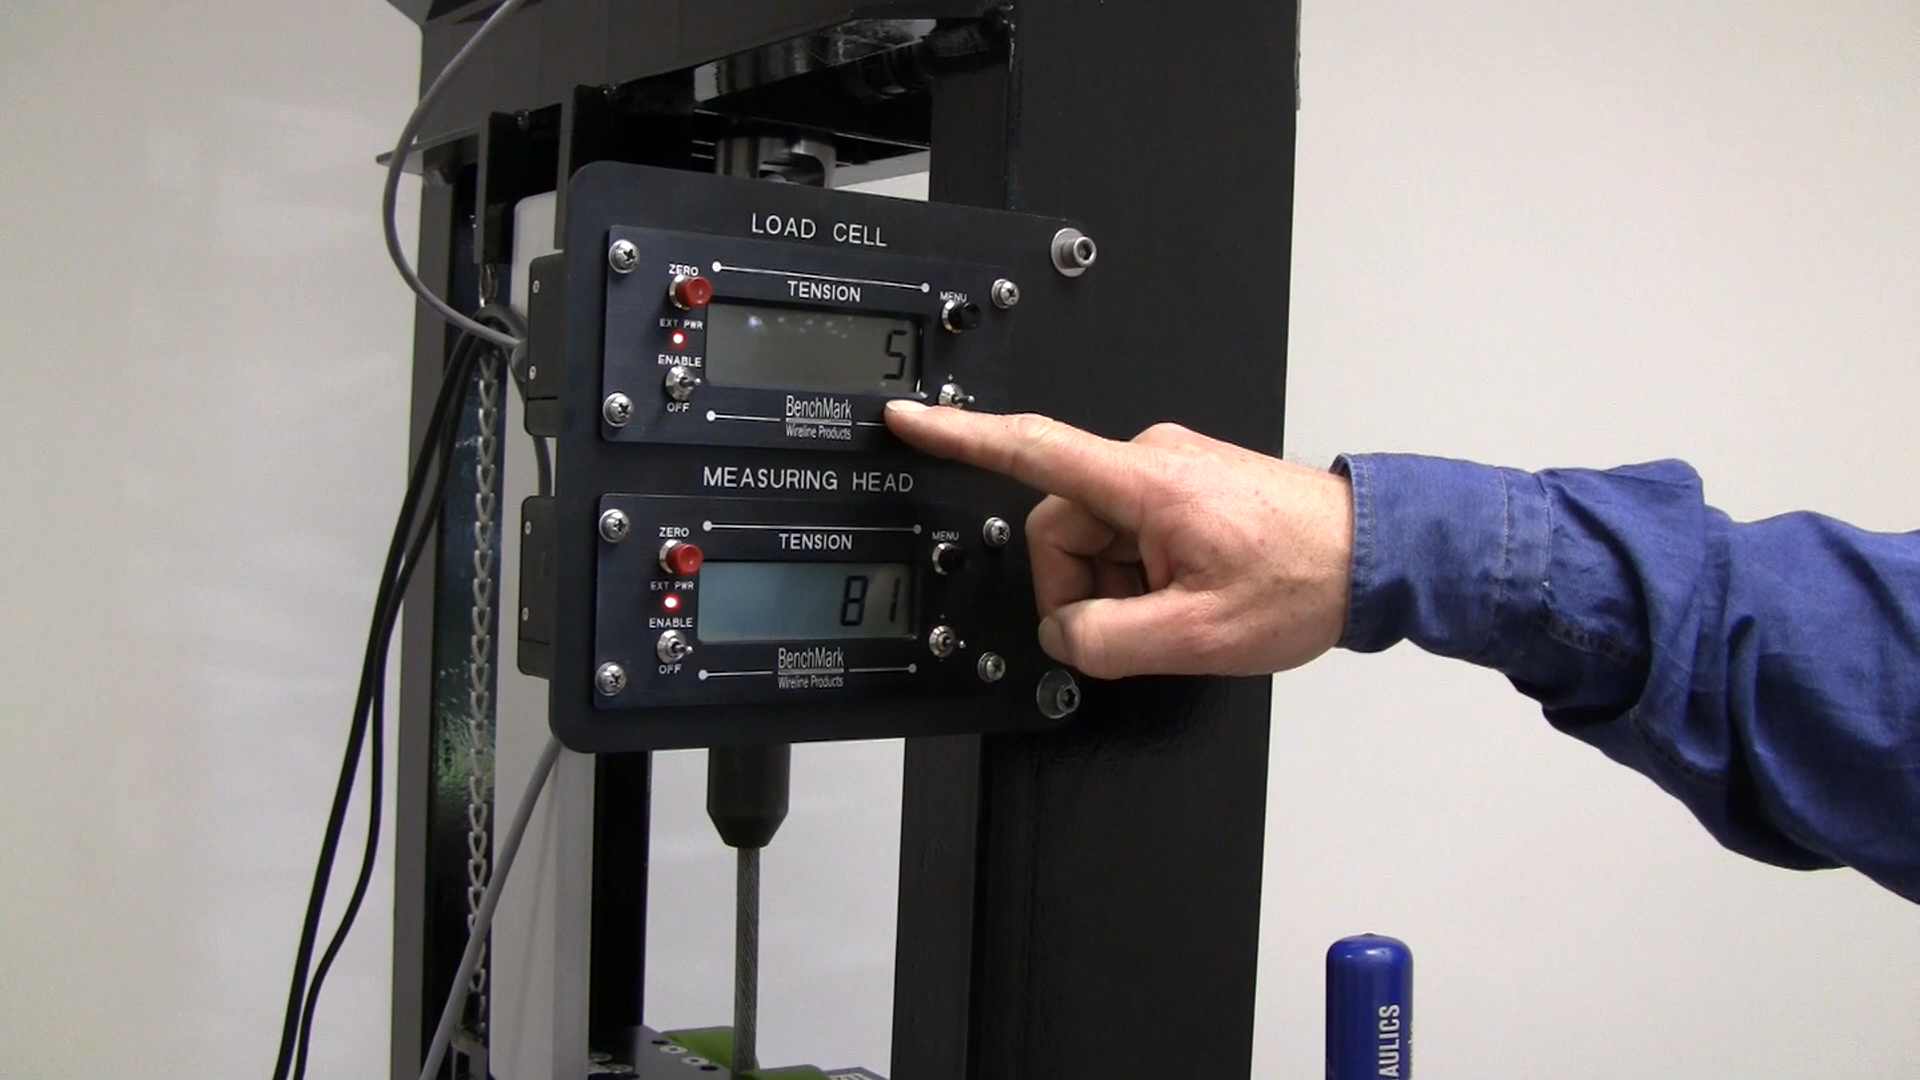 LOAD CELL
ZERO
TENSION
MENU
EXT PWR
5
ENABLE
+
OFF
BenchMark
Wireline Products
MEASURING HEAD
ZERO
TENSION
MENU
EXT PWR
81
ENABLE
+
OFF
BenchMark
Wireline Products
AULICS